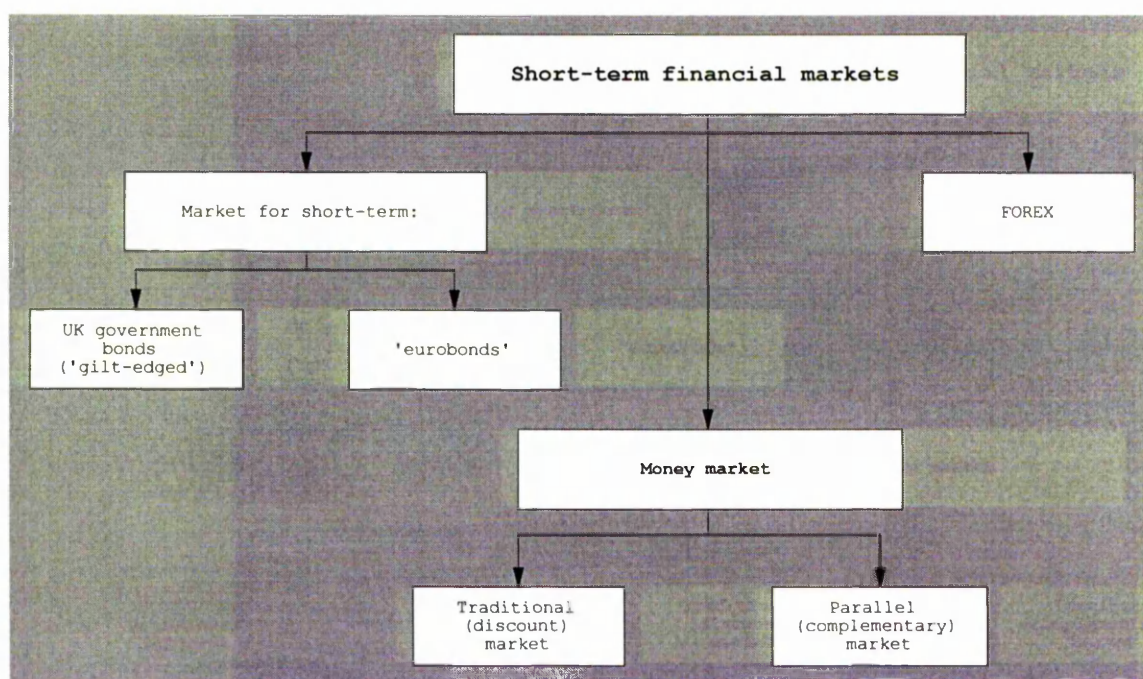 Short-term financial markets
Market for short-term:
FOREX
UK government
bonds
('gilt-edged')
'eurobonds'
Money market
Traditional
(discount)
market
Parallel
(complementary)
market